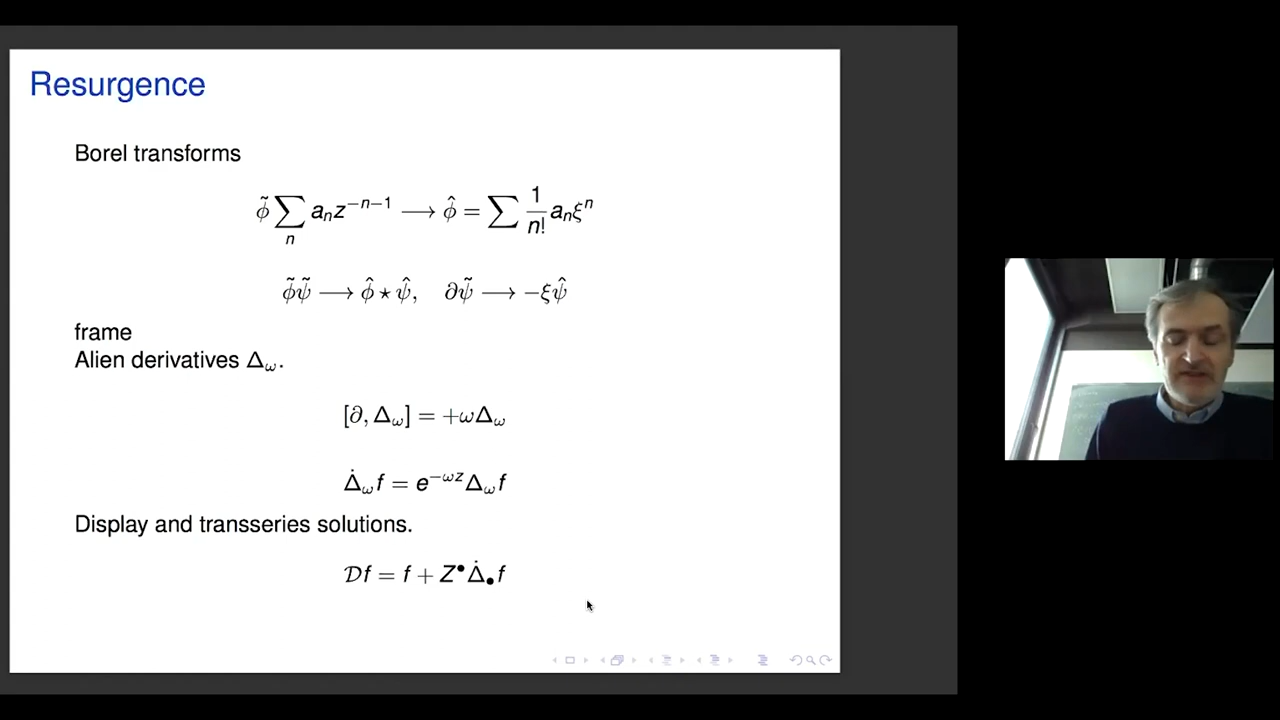 Resurgence
Borel transforms
$\tilde{\phi} \sum_{n} a_n z^{-n-1} \longrightarrow \hat{\phi} = \sum \frac{1}{n!} a_n \xi^n$
$\tilde{\phi}\tilde{\psi} \longrightarrow \hat{\phi} \star \hat{\psi}, \quad \partial\tilde{\psi} \longrightarrow -\xi\hat{\psi}$
frame
Alien derivatives $\Delta_\omega$.
$[\partial, \Delta_\omega] = +\omega\Delta_\omega$
$\dot{\Delta}_\omega f = e^{-\omega z} \Delta_\omega f$
Display and transseries solutions.
$\mathcal{D}f = f + Z^{\bullet} \dot{\Delta}_{\bullet} f$